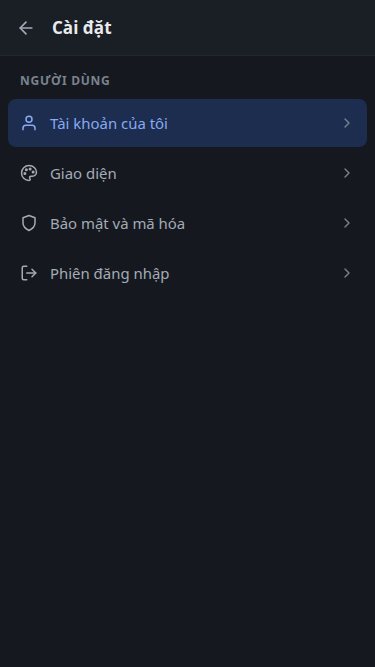 Cài đặt
NGƯỜI DÙNG
Tài khoản của tôi
Giao diện
Bảo mật và mã hóa
Phiên đăng nhập